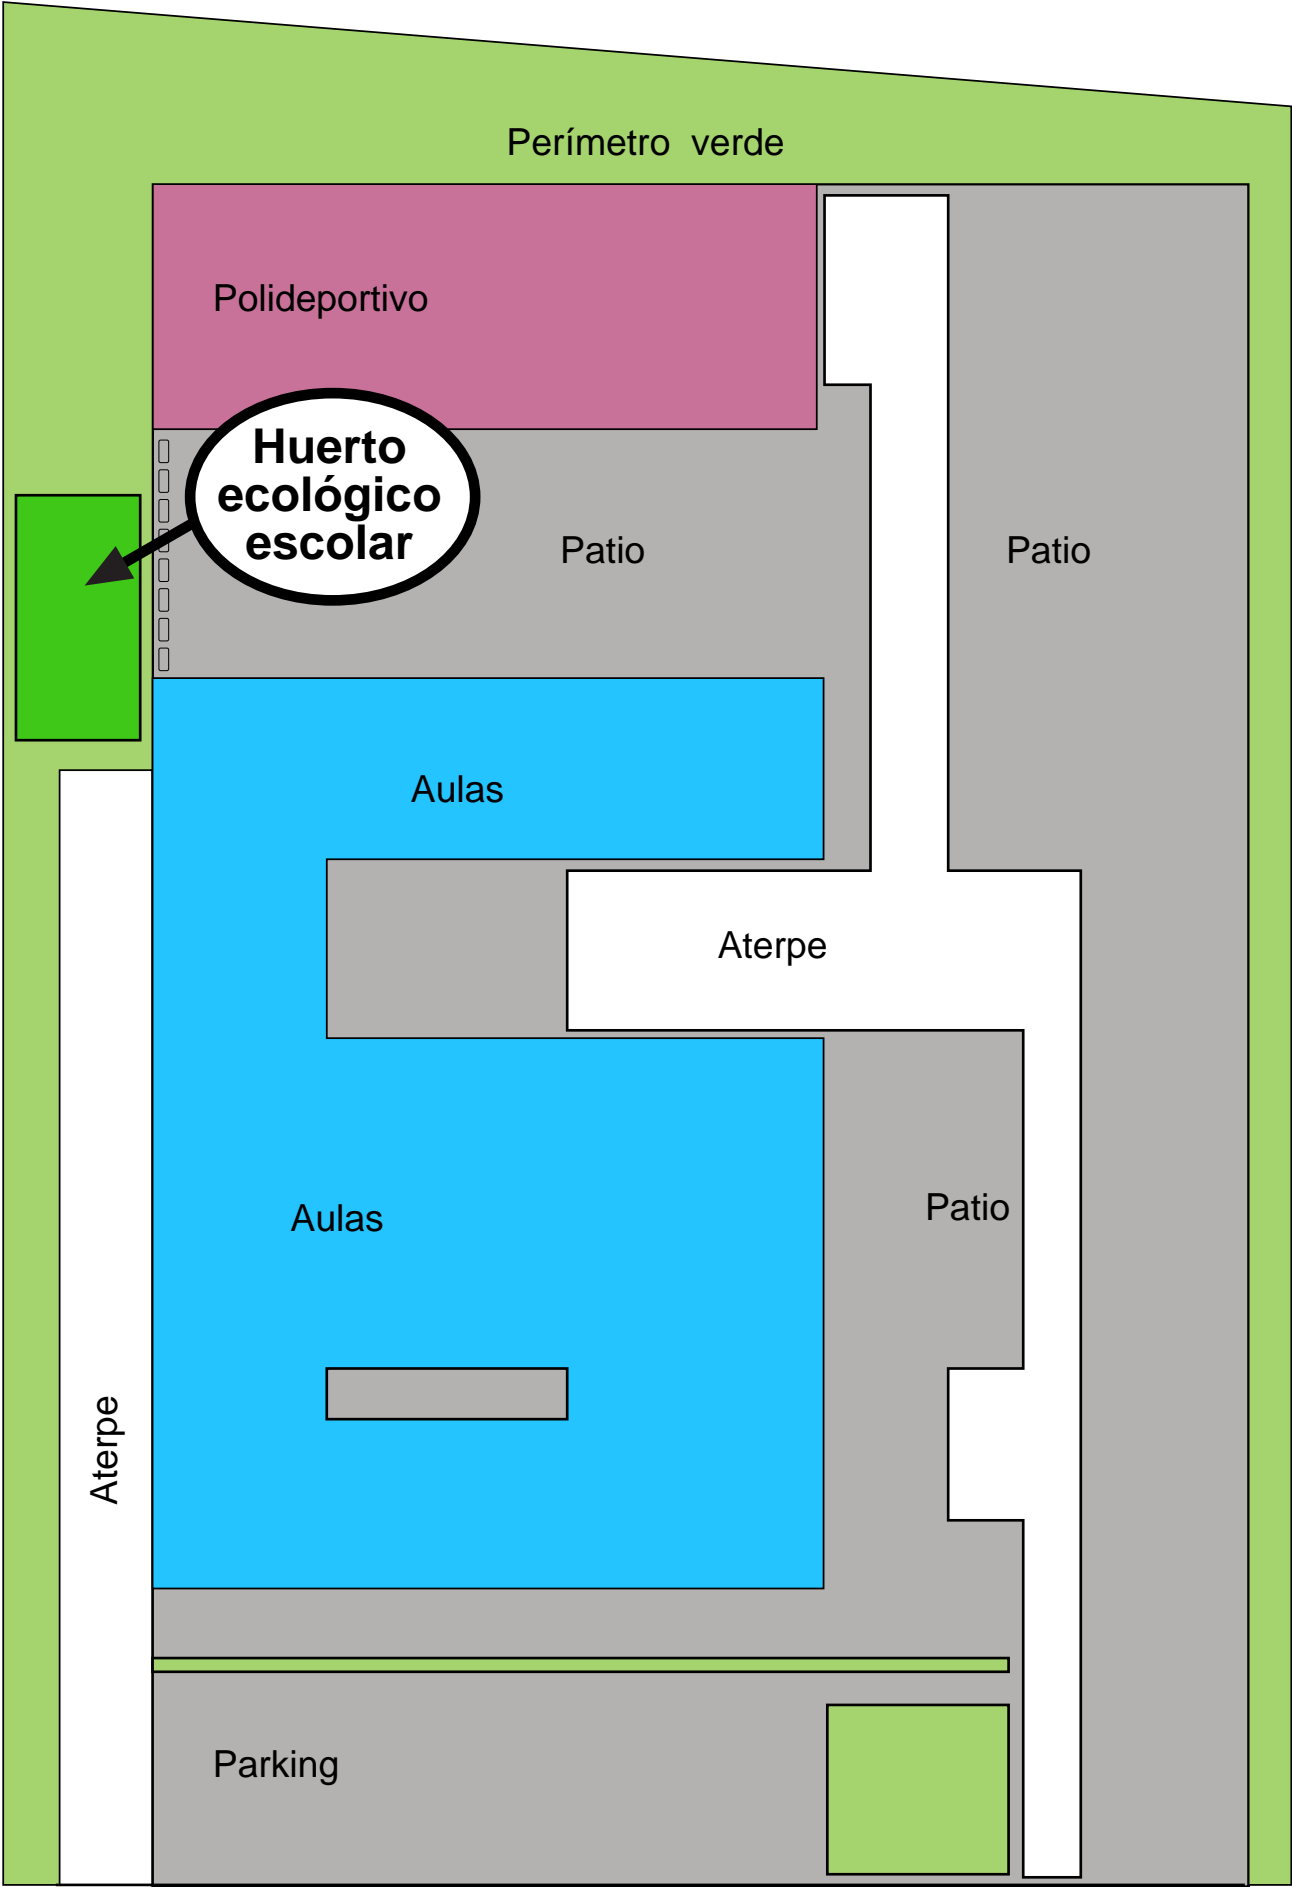 Perímetro verde
Polideportivo
Huerto
ecológico
escolar
Patio
Patio
Aulas
Aterpe
Patio
Aulas
Aterpe
Parking